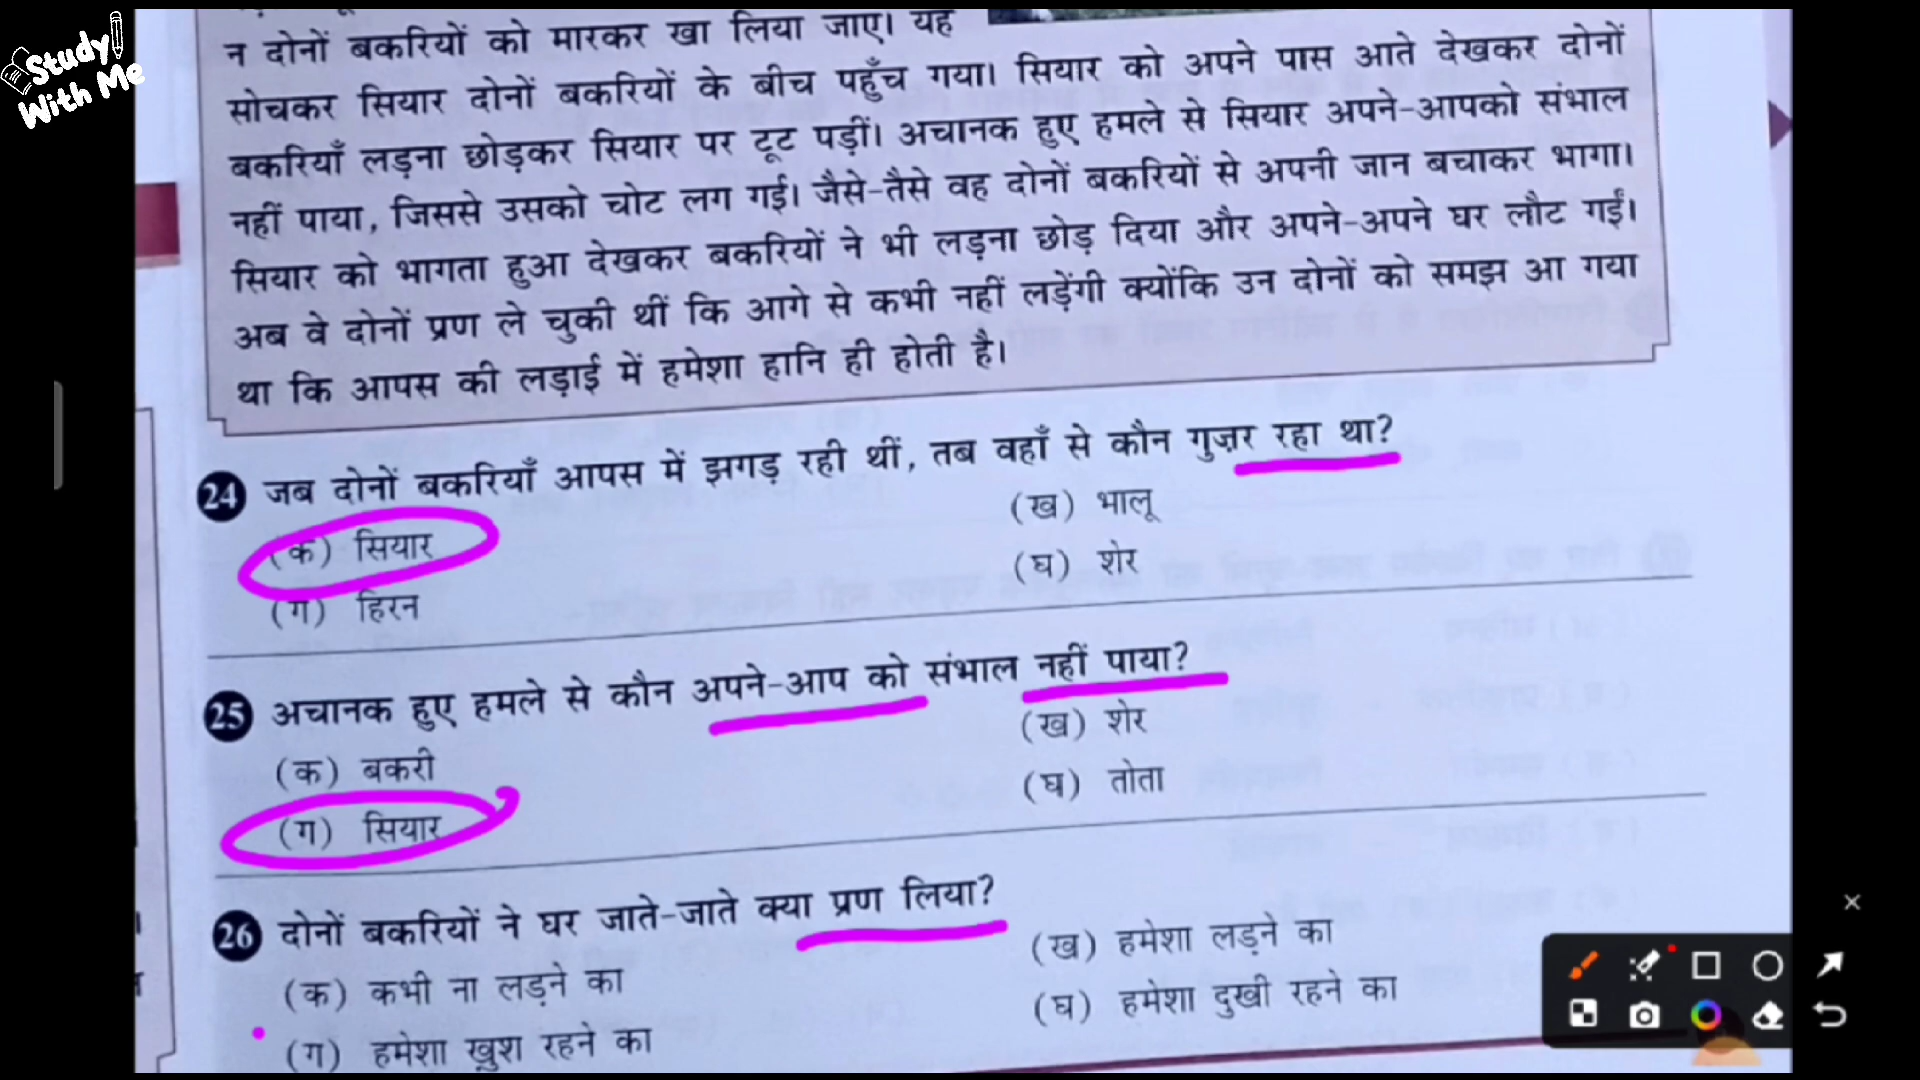 Study
With Me
न दोनों बकरियों को मारकर खा लिया जाए। यह
सोचकर सियार दोनों बकरियों के बीच पहुँच गया। सियार को अपने पास आते देखकर दोनों
बकरियाँ लड़ना छोड़कर सियार पर टूट पड़ीं। अचानक हुए हमले से सियार अपने-आपको संभाल
नहीं पाया, जिससे उसको चोट लग गई। जैसे-तैसे वह दोनों बकरियों से अपनी जान बचाकर भागा।
सियार को भागता हुआ देखकर बकरियों ने भी लड़ना छोड़ दिया और अपने-अपने घर लौट गईं।
अब वे दोनों प्रण ले चुकी थीं कि आगे से कभी नहीं लड़ेंगी क्योंकि उन दोनों को समझ आ गया
था कि आपस की लड़ाई में हमेशा हानि ही होती है।
24 जब दोनों बकरियाँ आपस में झगड़ रही थीं, तब वहाँ से कौन गुज़र रहा था?
(क) सियार (ख) भालू
(ग) हिरन (घ) शेर
25 अचानक हुए हमले से कौन अपने-आप को संभाल नहीं पाया?
(क) बकरी (ख) शेर
(ग) सियार (घ) तोता
26 दोनों बकरियों ने घर जाते-जाते क्या प्रण लिया?
(क) कभी ना लड़ने का (ख) हमेशा लड़ने का
(ग) हमेशा खुश रहने का (घ) हमेशा दुखी रहने का